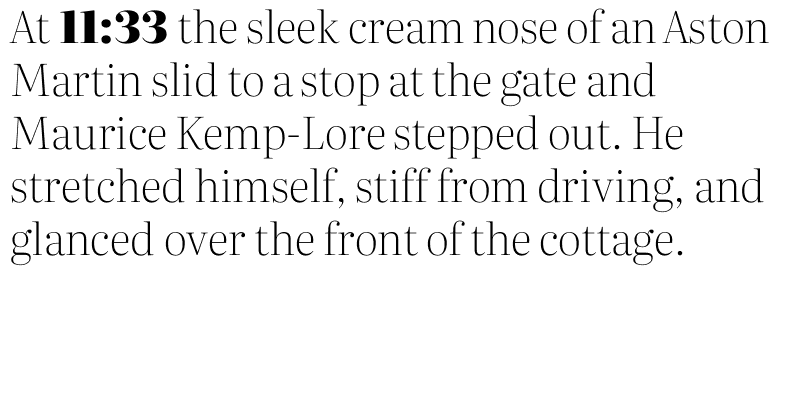 At 11:33 the sleek cream nose of an Aston
Martin slid to a stop at the gate and
Maurice Kemp-Lore stepped out. He
stretched himself, stiff from driving, and
glanced over the front of the cottage.